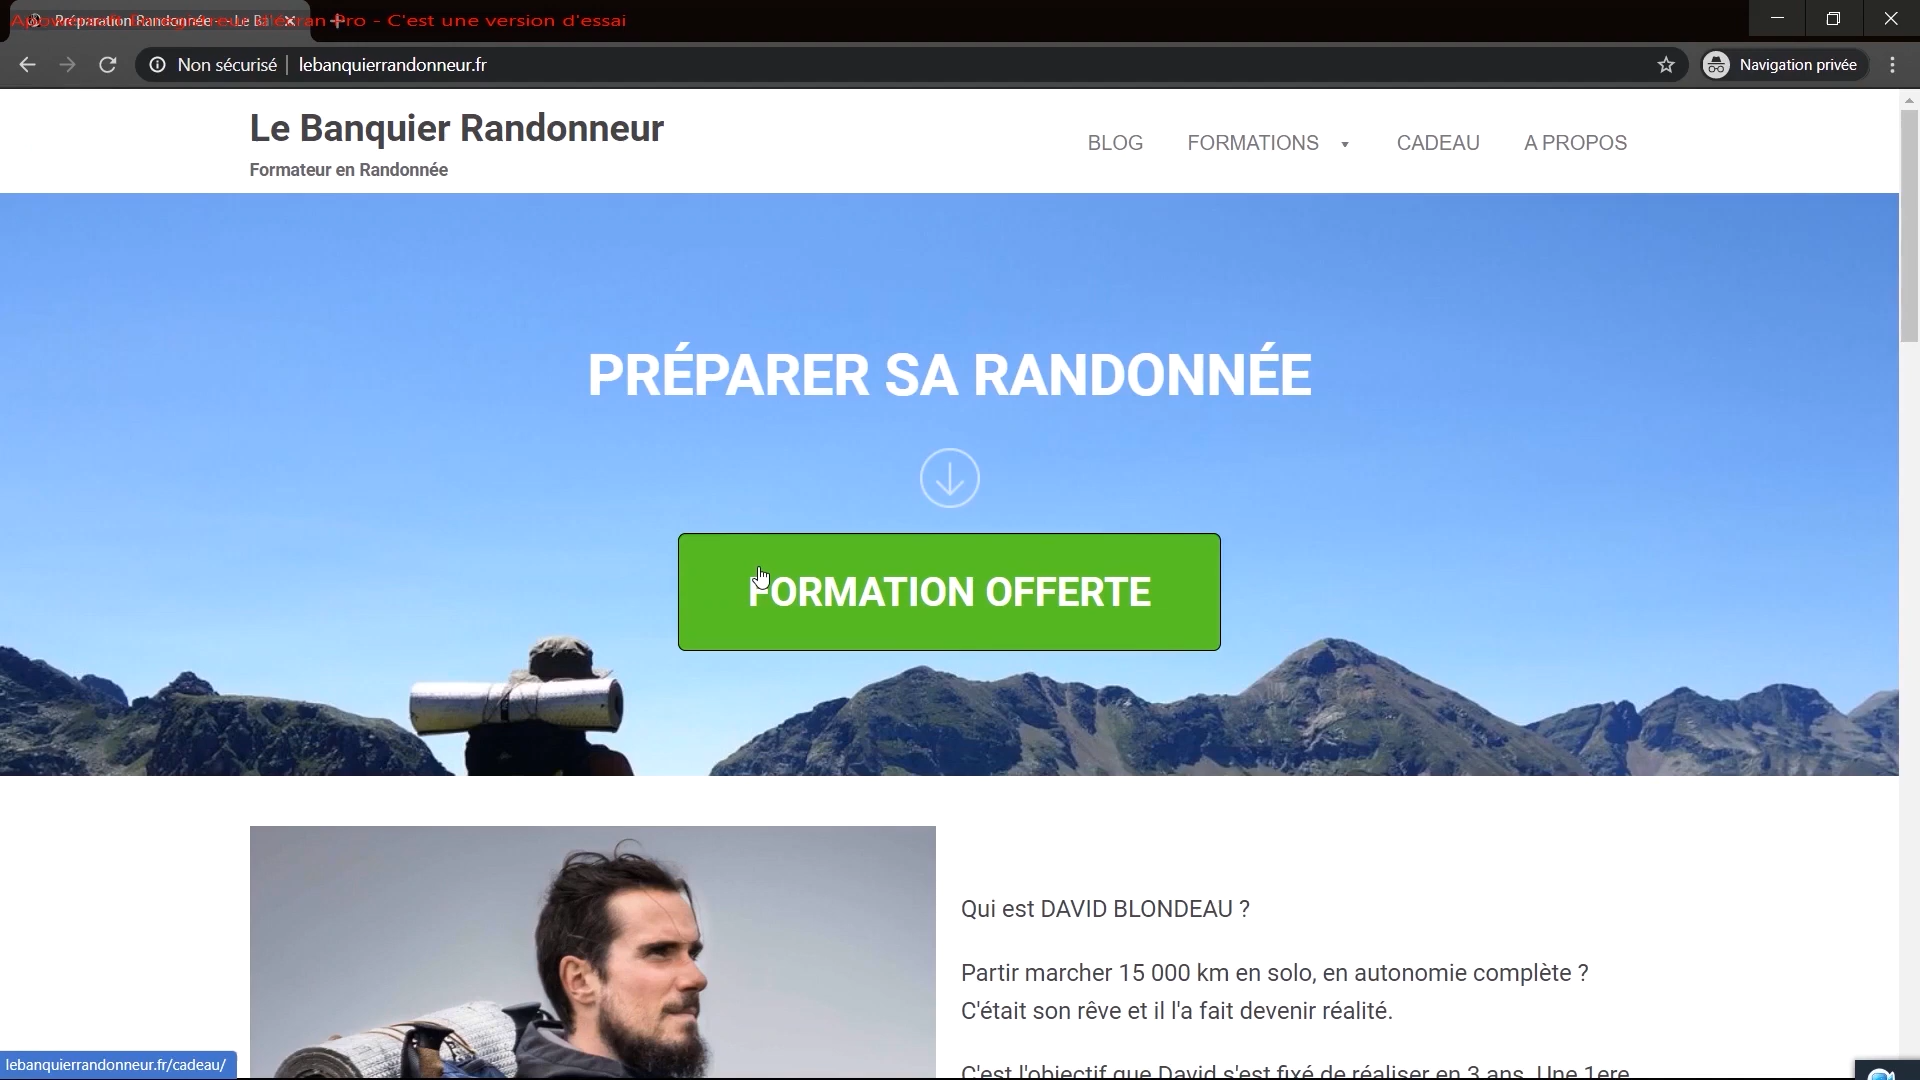 Préparation Randonnée - Le Ba
Pro - C'est une version d'essai
Non sécurisé
lebanquierrandonneur.fr
Navigation privée
Le Banquier Randonneur
Formateur en Randonnée
BLOG
FORMATIONS
CADEAU
A PROPOS
PRÉPARER SA RANDONNÉE
FORMATION OFFERTE
Qui est DAVID BLONDEAU ?
Partir marcher 15 000 km en solo, en autonomie complète ?
C'était son rêve et il l'a fait devenir réalité.
C'est l'objectif que David s'est fixé de réaliser en 3 ans. Une 1ere
lebanquierrandonneur.fr/cadeau/